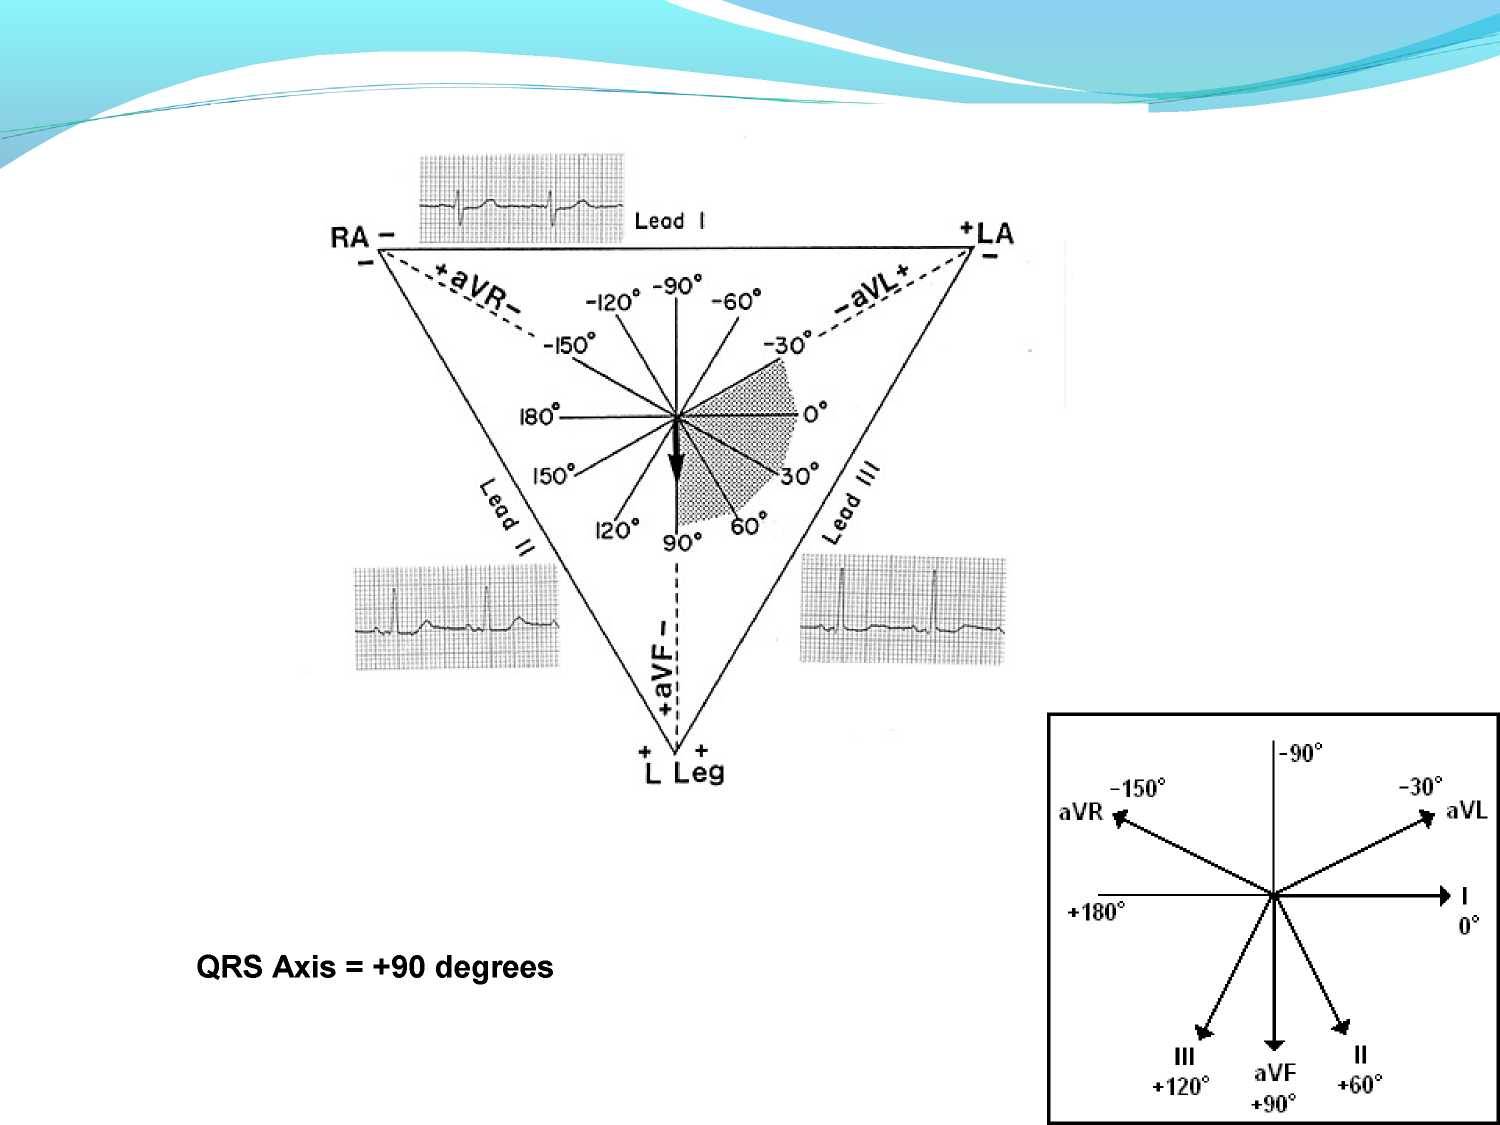 Lead I
RA −
−
+LA
−
+aVR−
−aVL+
−90°
−120°
−60°
−150°
−30°
180°
0°
150°
30°
120°
60°
90°
Lead II
Lead III
+aVF−
+ +
L Leg
−90°
−150°
−30°
aVR
aVL
I
+180°
0°
III
II
aVF
+120°
+60°
+90°
QRS Axis = +90 degrees